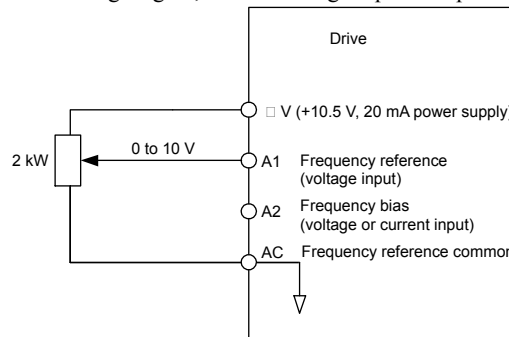 Drive
□ V (+10.5 V, 20 mA power supply)
0 to 10 V
2 kW
A1 Frequency reference
(voltage input)
A2 Frequency bias
(voltage or current input)
AC Frequency reference common